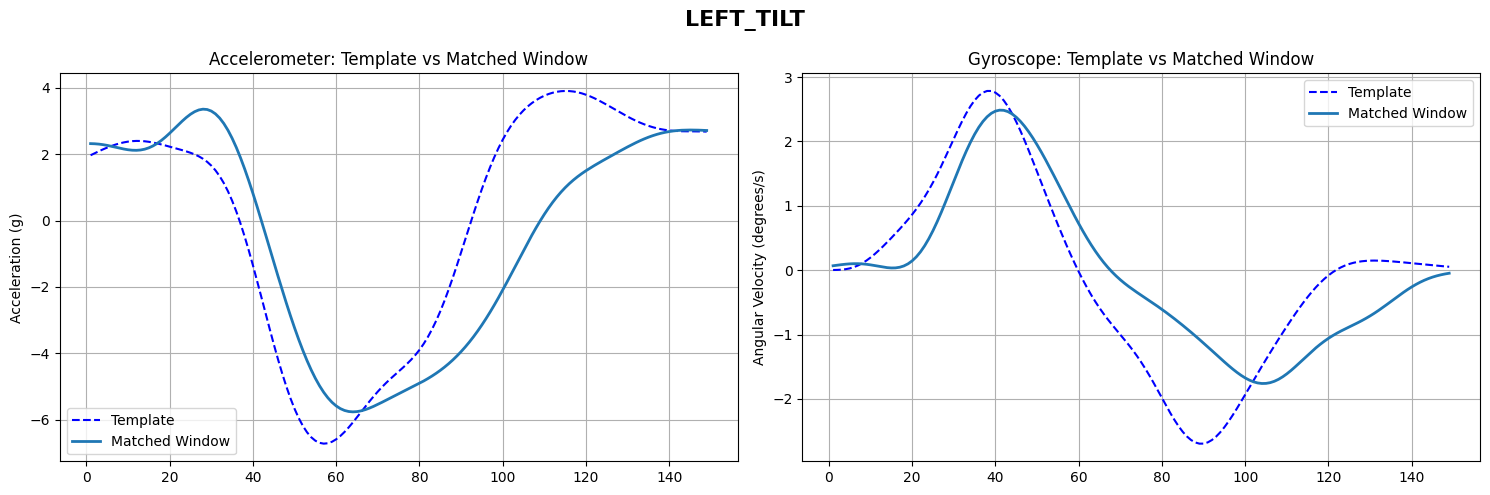 LEFT_TILT
Accelerometer: Template vs Matched Window
Acceleration (g)
4
2
0
−2
−4
−6
Template
Matched Window
0 20 40 60 80 100 120 140
Gyroscope: Template vs Matched Window
Angular Velocity (degrees/s)
3
2
1
0
−1
−2
Template
Matched Window
0 20 40 60 80 100 120 140